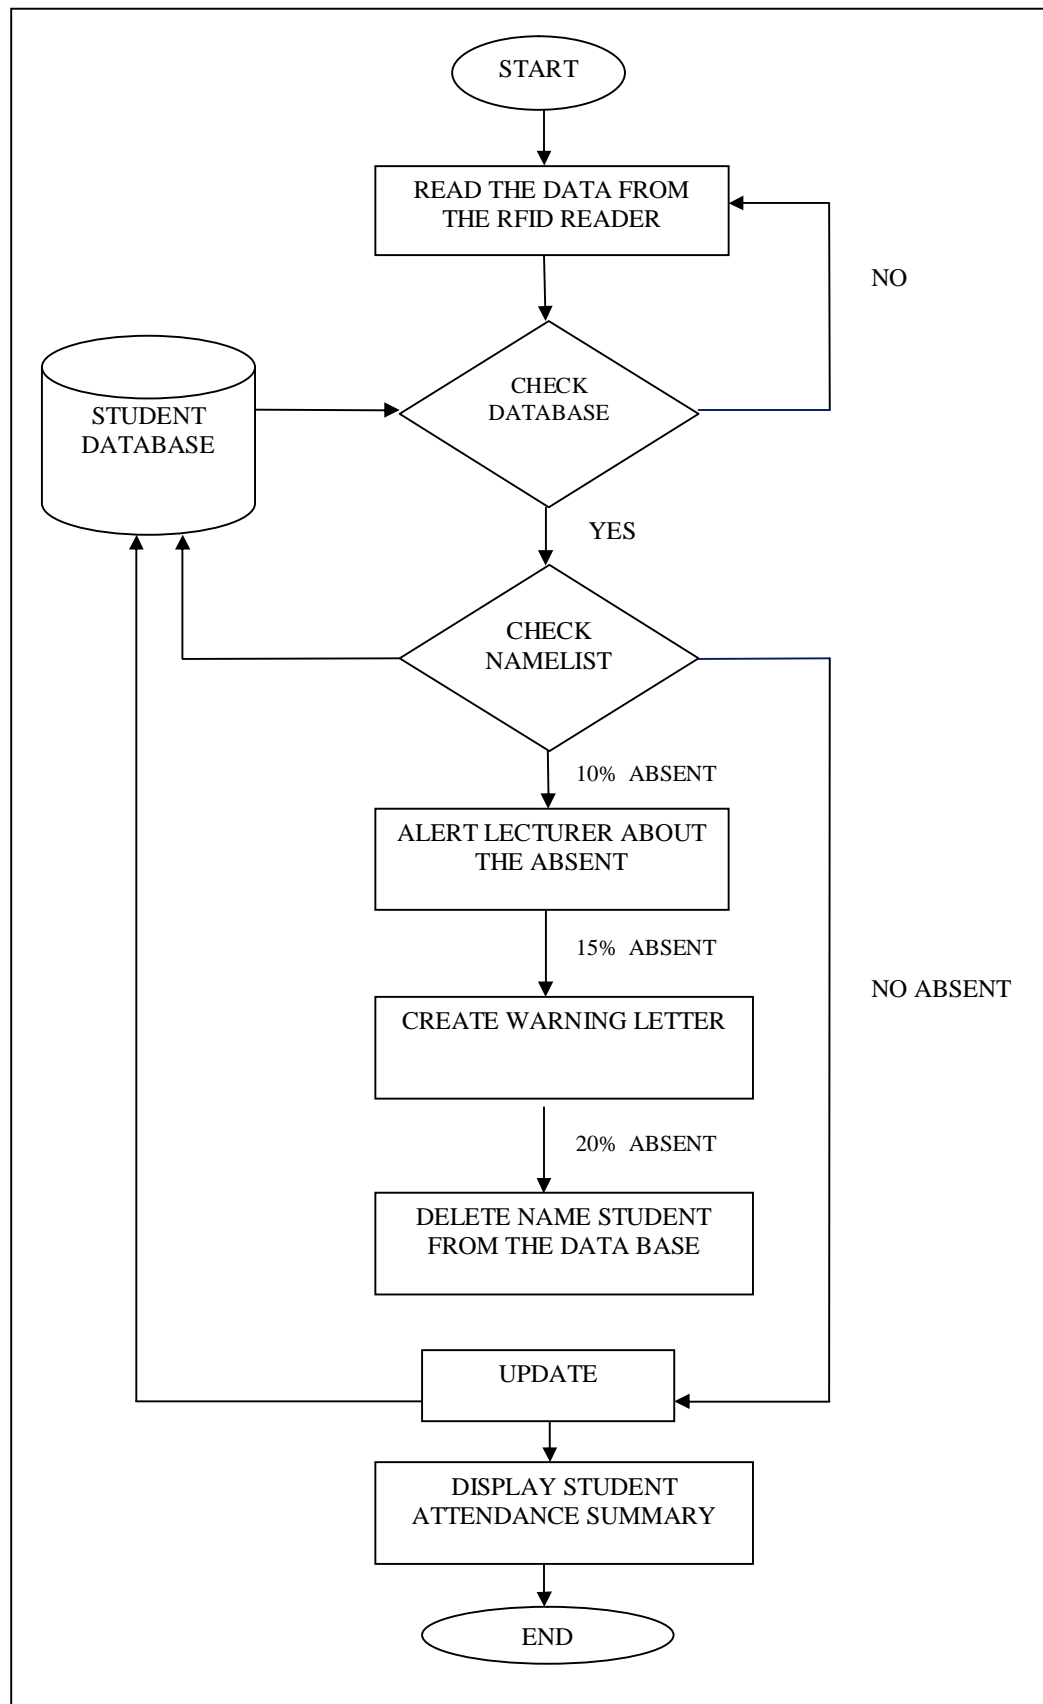 START
READ THE DATA FROM
THE RFID READER
NO
CHECK
DATABASE
STUDENT
DATABASE
YES
CHECK
NAMELIST
10% ABSENT
ALERT LECTURER ABOUT
THE ABSENT
15% ABSENT
NO ABSENT
CREATE WARNING LETTER
20% ABSENT
DELETE NAME STUDENT
FROM THE DATA BASE
UPDATE
DISPLAY STUDENT
ATTENDANCE SUMMARY
END